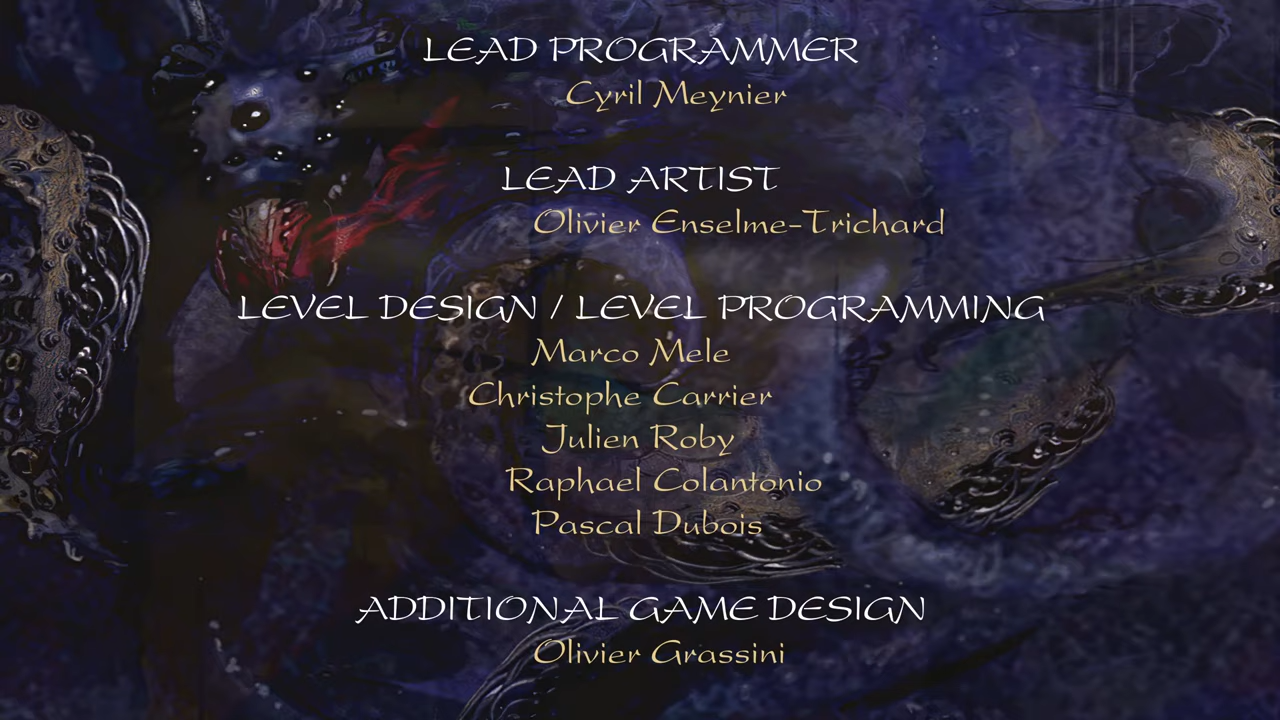 LEAD PROGRAMMER
Cyril Meynier
LEAD ARTIST
Olivier Enselme-Trichard
LEVEL DESIGN / LEVEL PROGRAMMING
Marco Mele
Christophe Carrier
Julien Roby
Raphael Colantonio
Pascal Dubois
ADDITIONAL GAME DESIGN
Olivier Grassini